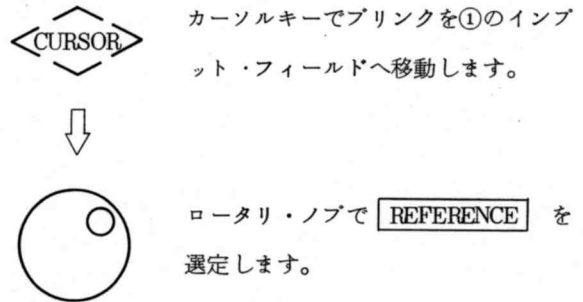 CURSOR
カーソルキーでブリンクを①のインプ
ット・フィールドへ移動します。
ロータリ・ノブで REFERENCE を
選定します。